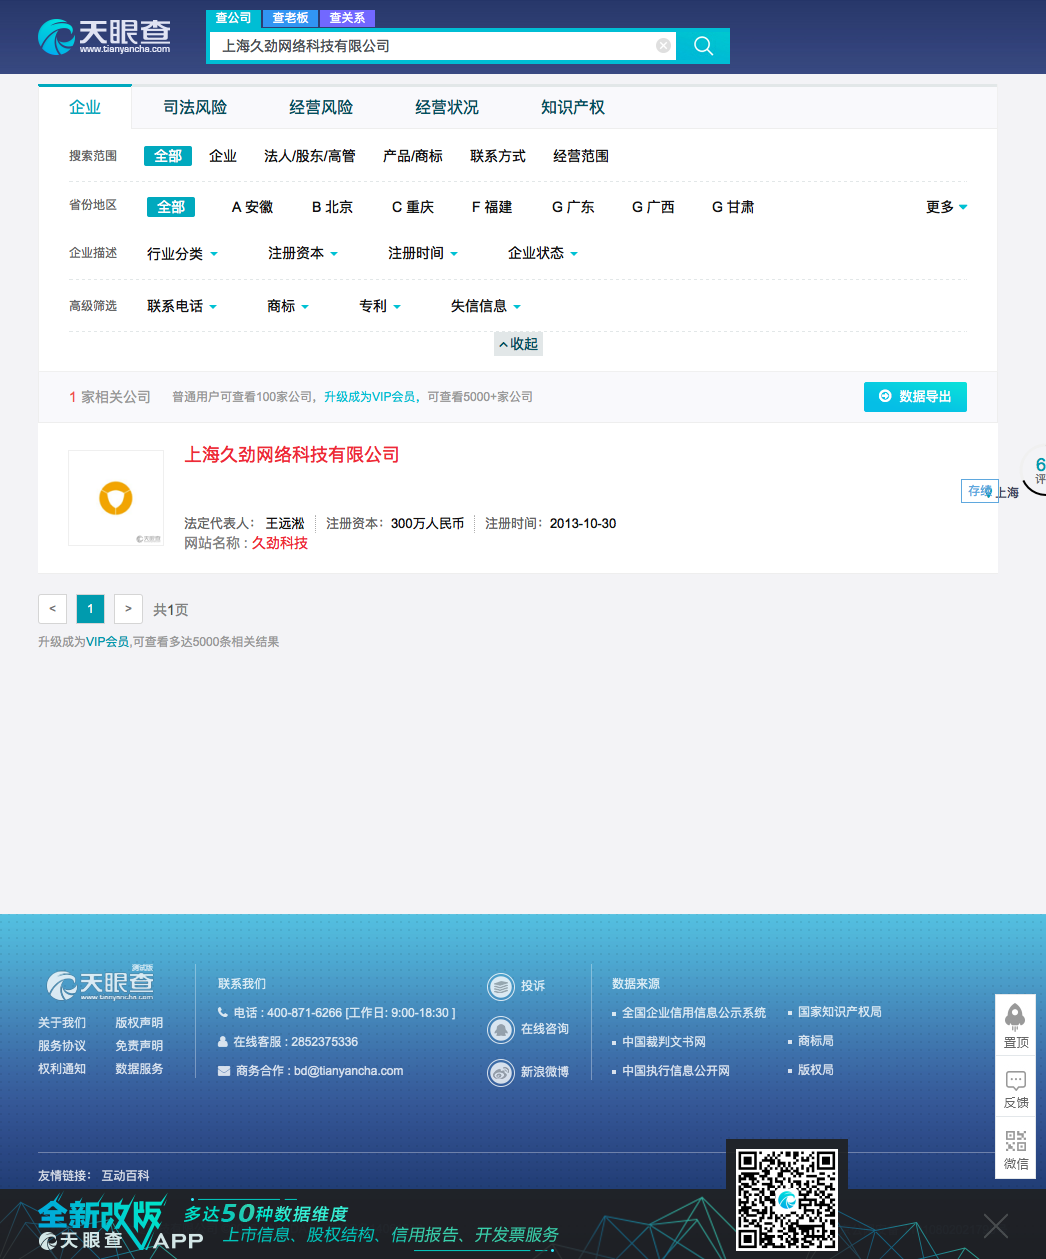 天眼查
www.tianyancha.com
查公司 查老板 查关系
上海久劲网络科技有限公司
企业 司法风险 经营风险 经营状况 知识产权
搜索范围 全部 企业 法人/股东/高管 产品/商标 联系方式 经营范围
省份地区 全部 A 安徽 B 北京 C 重庆 F 福建 G 广东 G 广西 G 甘肃 更多
企业描述 行业分类 注册资本 注册时间 企业状态
高级筛选 联系电话 商标 专利 失信信息
收起
1 家相关公司 普通用户可查看100家公司，升级成为VIP会员，可查看5000+家公司 数据导出
上海久劲网络科技有限公司
6
评
存续 上海
法定代表人： 王远淞 注册资本：300万人民币 注册时间：2013-10-30
网站名称 : 久劲科技
天眼查
< 1 > 共1页
升级成为VIP会员,可查看多达5000条相关结果
测试版
天眼查
www.tianyancha.com
关于我们 版权声明
服务协议 免责声明
权利通知 数据服务
联系我们
电话 : 400-871-6266 [工作日: 9:00-18:30 ]
在线客服 : 2852375336
商务合作 : bd@tianyancha.com
投诉
在线咨询
新浪微博
数据来源
全国企业信用信息公示系统 国家知识产权局
中国裁判文书网 商标局
中国执行信息公开网 版权局
置顶
反馈
微信
友情链接： 互动百科
全新改版
天眼查 APP
多达50种数据维度
上市信息、股权结构、信用报告、开发票服务